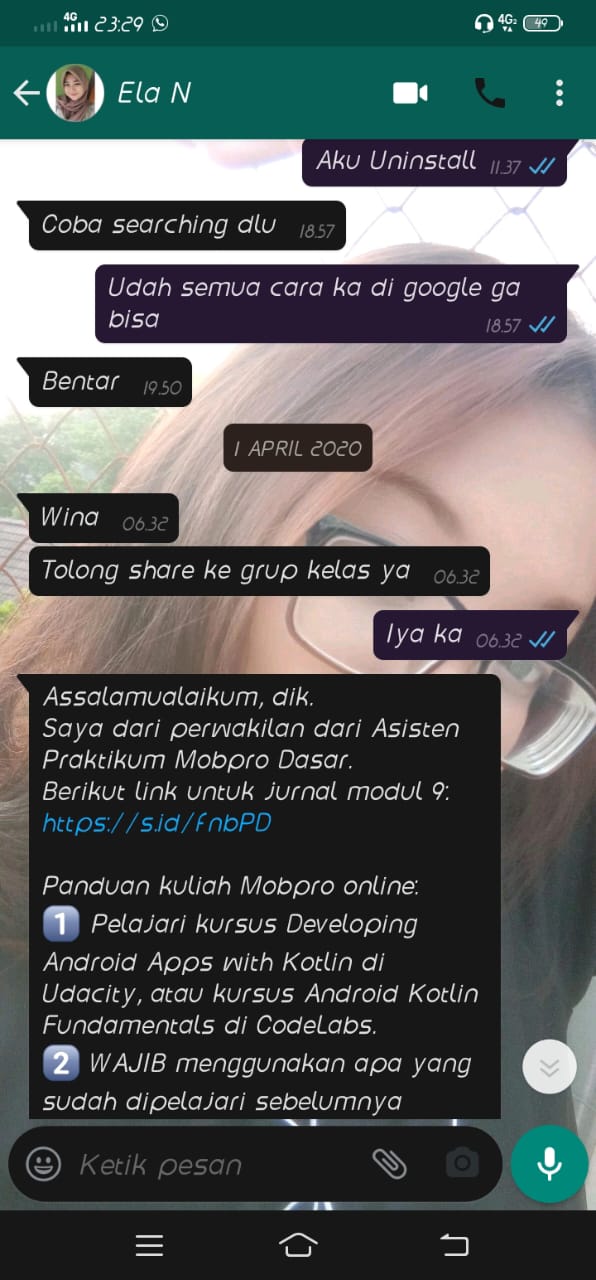 4G 23:29 4G2 49
Ela N
Aku Uninstall 11.37
Coba searching dlu 18.57
Udah semua cara ka di google ga
bisa 18.57
Bentar 19.50
1 APRIL 2020
Wina 06.32
Tolong share ke grup kelas ya 06.32
Iya ka 06.32
Assalamualaikum, dik.
Saya dari perwakilan dari Asisten
Praktikum Mobpro Dasar.
Berikut link untuk jurnal modul 9:
https://s.id/fnbPD
Panduan kuliah Mobpro online:
1 Pelajari kursus Developing
Android Apps with Kotlin di
Udacity, atau kursus Android Kotlin
Fundamentals di CodeLabs.
2 WAJIB menggunakan apa yang
sudah dipelajari sebelumnya
Ketik pesan